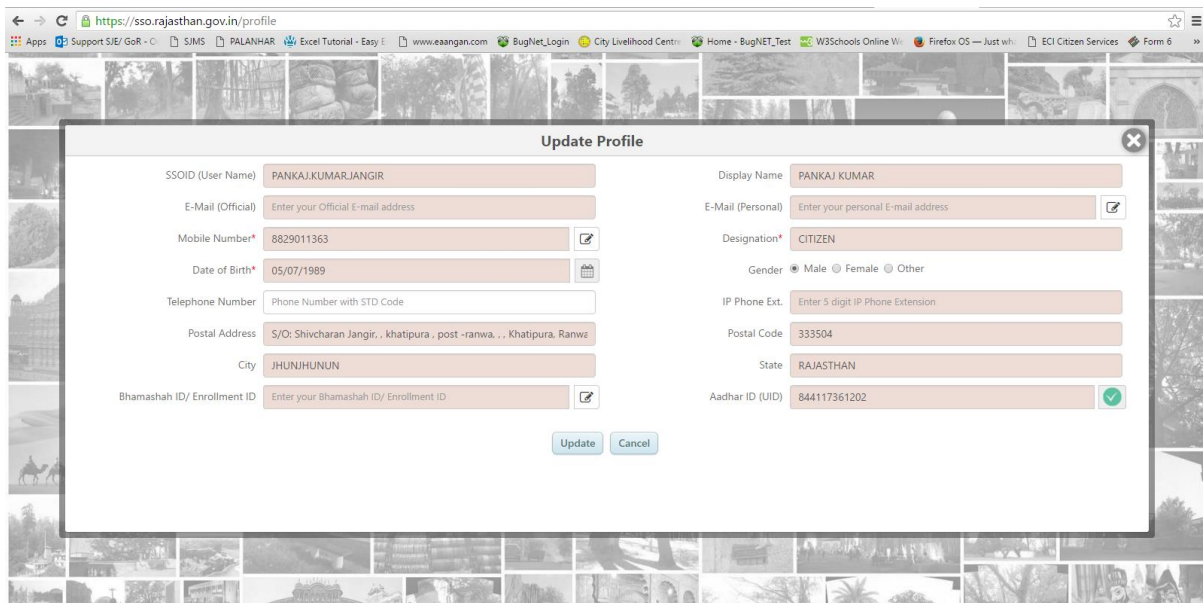 https://sso.rajasthan.gov.in/profile
Apps Support SJE/ GoR - O SJMS PALANHAR Excel Tutorial - Easy E www.eaangan.com BugNet_Login City Livelihood Centre Home - BugNET_Test W3Schools Online We Firefox OS — Just wh ECI Citizen Services Form 6 »
Update Profile
SSOID (User Name) PANKAJ.KUMAR.JANGIR Display Name PANKAJ KUMAR
E-Mail (Official) Enter your Official E-mail address E-Mail (Personal) Enter your personal E-mail address
Mobile Number* 8829011363 Designation* CITIZEN
Date of Birth* 05/07/1989 Gender Male Female Other
Telephone Number Phone Number with STD Code IP Phone Ext. Enter 5 digit IP Phone Extension
Postal Address S/O: Shivcharan Jangir, , khatipura , post -ranwa, , , Khatipura, Ranwa Postal Code 333504
City JHUNJHUNUN State RAJASTHAN
Bhamashah ID/ Enrollment ID Enter your Bhamashah ID/ Enrollment ID Aadhar ID (UID) 844117361202
Update Cancel